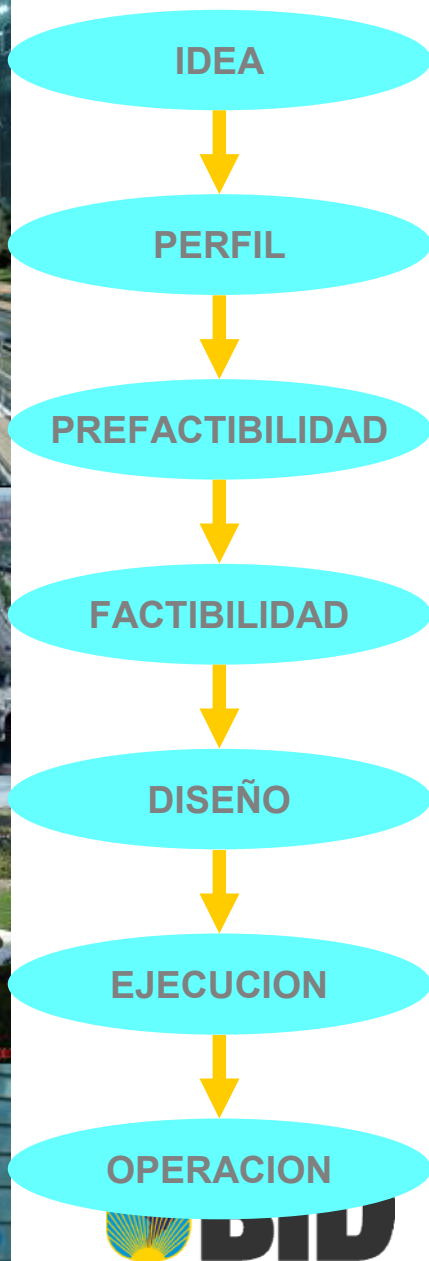 IDEA
PERFIL
PREFACTIBILIDAD
FACTIBILIDAD
DISEÑO
EJECUCION
OPERACION
BID